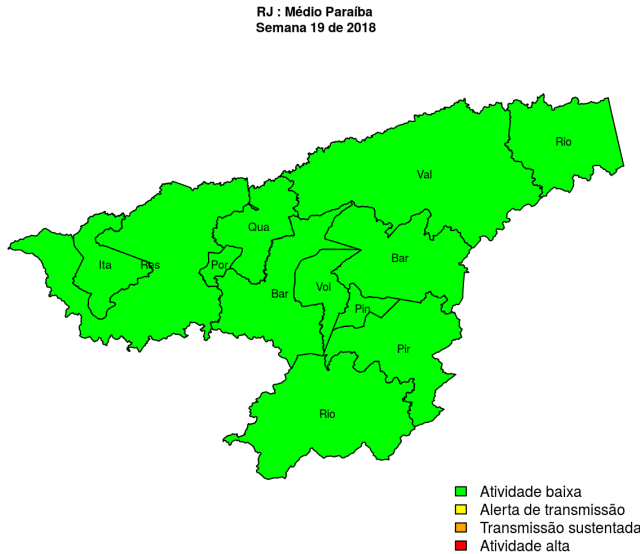 RJ : Médio Paraíba
Semana 19 de 2018
Rio
Val
Qua
Ita
Res
Por
Bar
Bar
Vol
Pin
Pir
Rio
Atividade baixa
Alerta de transmissão
Transmissão sustentada
Atividade alta